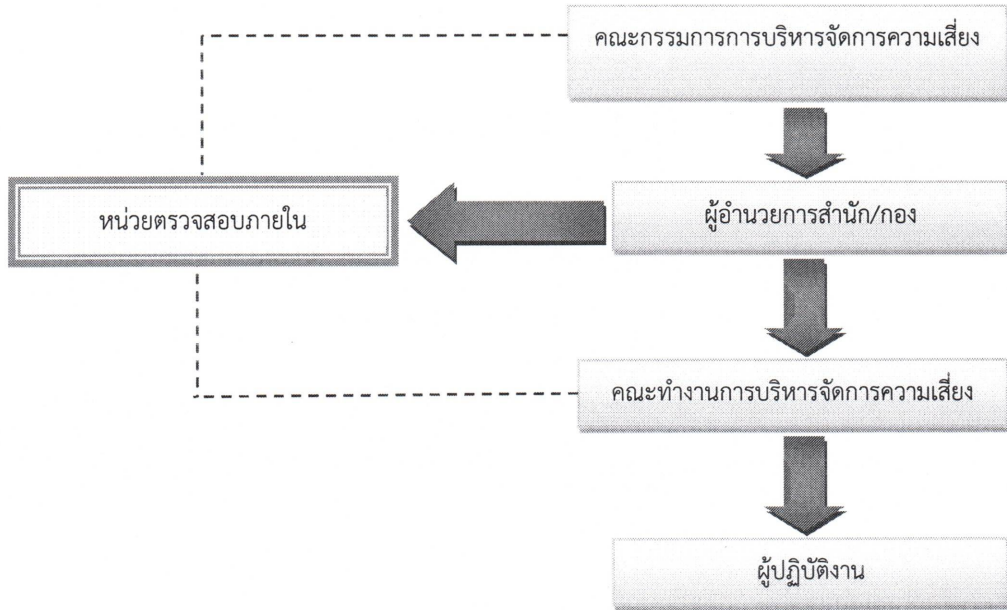 คณะกรรมการการบริหารจัดการความเสี่ยง
หน่วยตรวจสอบภายใน
ผู้อำนวยการสำนัก/กอง
คณะทำงานการบริหารจัดการความเสี่ยง
ผู้ปฏิบัติงาน